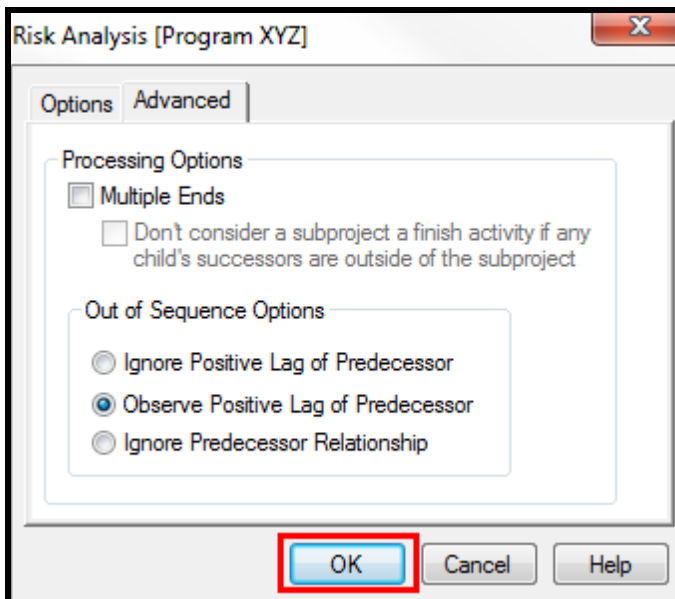 Risk Analysis [Program XYZ]
Options Advanced
Processing Options
Multiple Ends
Don't consider a subproject a finish activity if any
child's successors are outside of the subproject
Out of Sequence Options
Ignore Positive Lag of Predecessor
Observe Positive Lag of Predecessor
Ignore Predecessor Relationship
OK Cancel Help